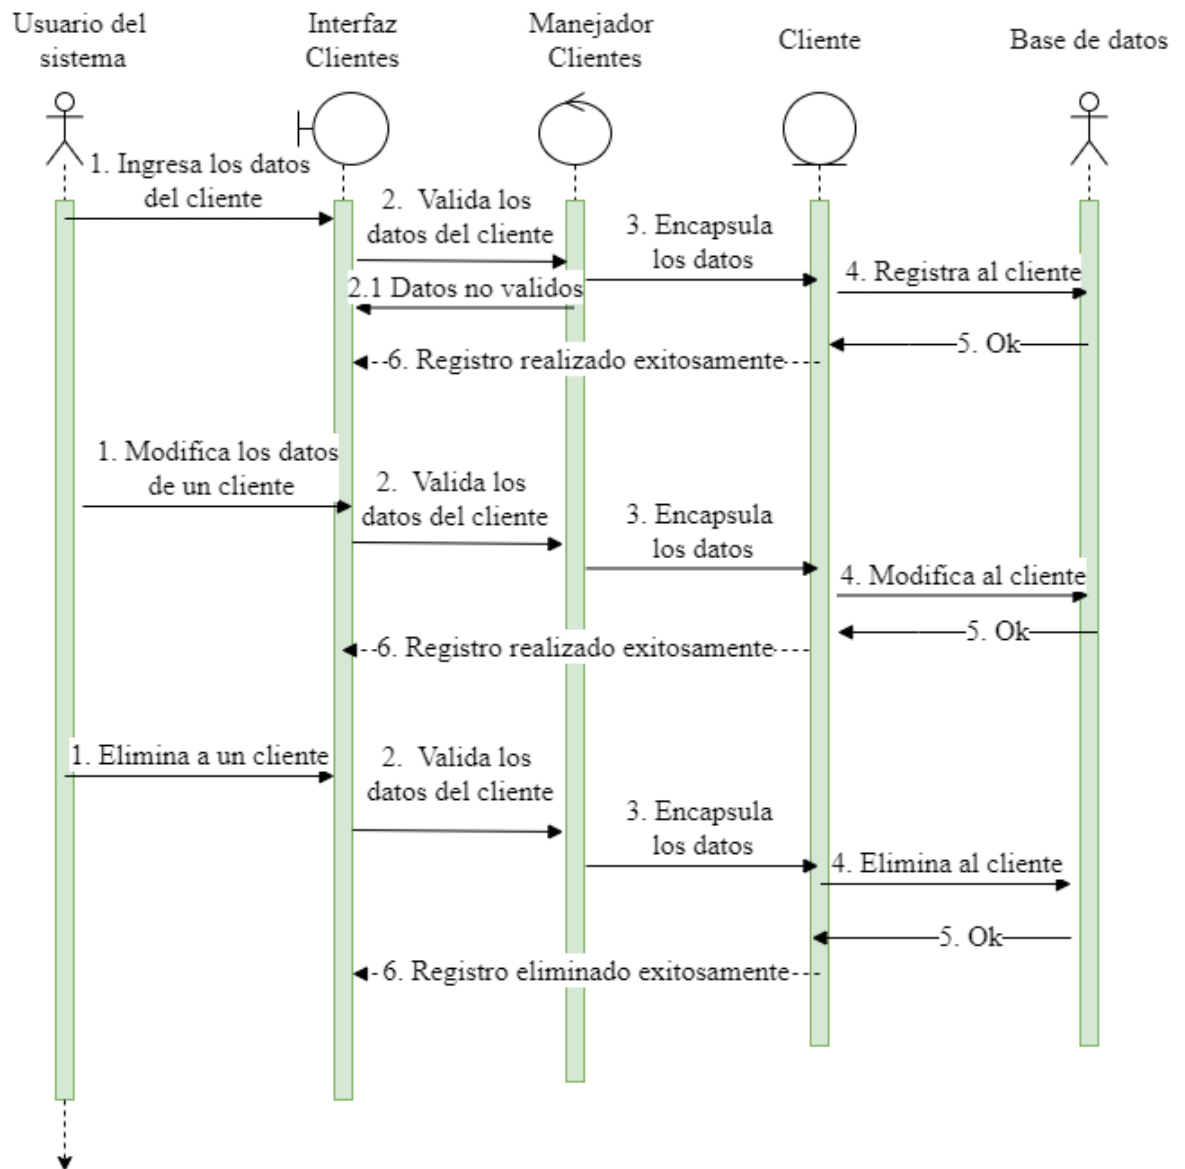 Usuario del
sistema
Interfaz
Clientes
Manejador
Clientes
Cliente
Base de datos
1. Ingresa los datos
del cliente
2. Valida los
datos del cliente
3. Encapsula
los datos
4. Registra al cliente
2.1 Datos no validos
5. Ok
6. Registro realizado exitosamente
1. Modifica los datos
de un cliente
2. Valida los
datos del cliente
3. Encapsula
los datos
4. Modifica al cliente
5. Ok
6. Registro realizado exitosamente
1. Elimina a un cliente
2. Valida los
datos del cliente
3. Encapsula
los datos
4. Elimina al cliente
5. Ok
6. Registro eliminado exitosamente